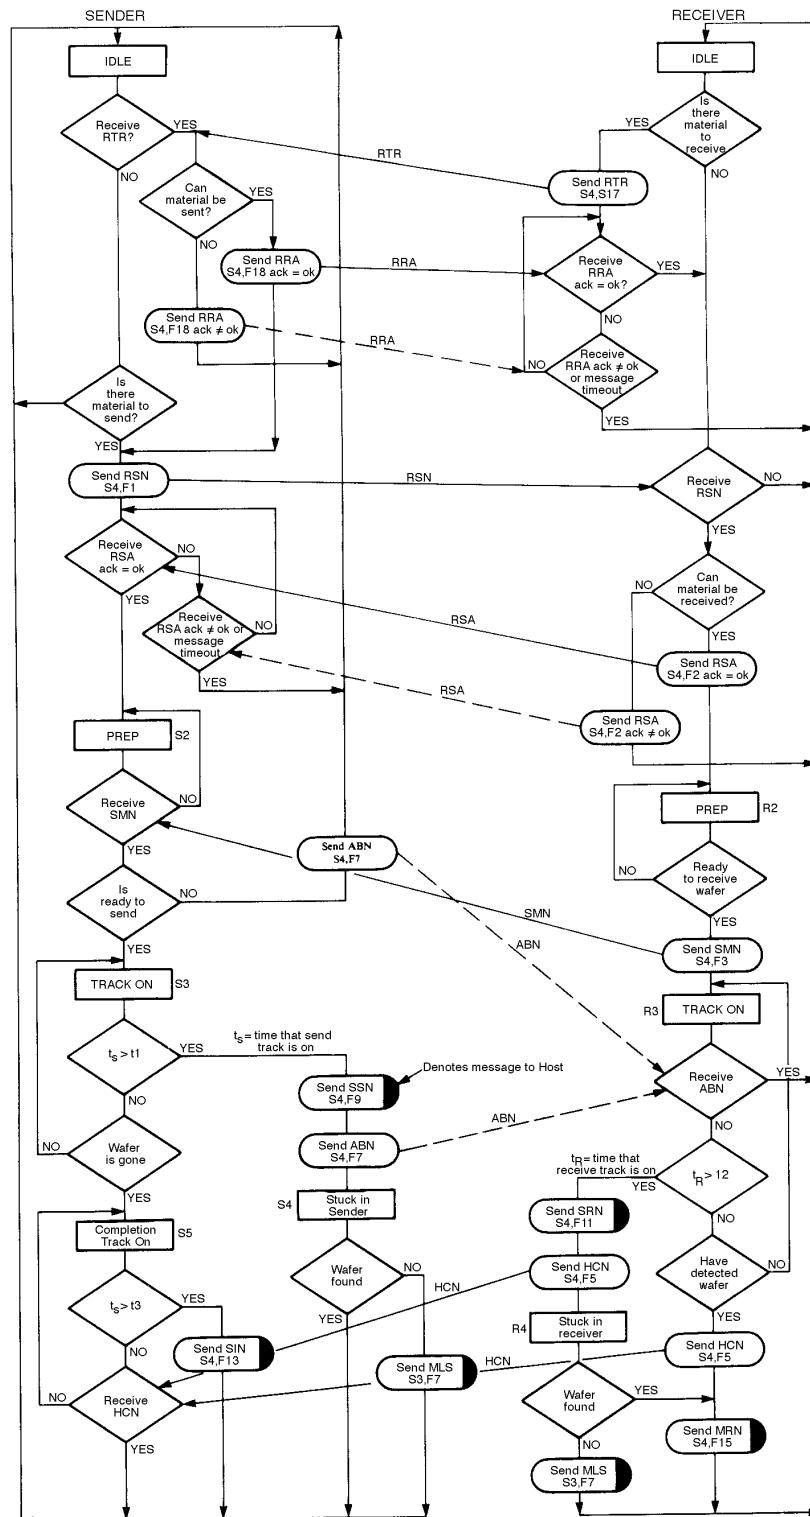 SENDER
RECEIVER
IDLE
IDLE
Receive
RTR?
YES
NO
Is
there
material
to
receive
YES
NO
RTR
Can
material be
sent?
YES
NO
Send RTR
S4,S17
Send RRA
S4,F18 ack = ok
RRA
Receive
RRA
ack = ok?
YES
NO
Send RRA
S4,F18 ack ≠ ok
RRA
Receive
RRA ack ≠ ok
or message
timeout
NO
YES
Is
there
material to
send?
YES
Send RSN
S4,F1
RSN
Receive
RSN
NO
YES
Receive
RSA
ack = ok
NO
YES
Can
material be
received?
NO
YES
Receive
RSA ack ≠ ok or
message
timeout
NO
YES
RSA
Send RSA
S4,F2 ack = ok
RSA
Send RSA
S4,F2 ack ≠ ok
PREP
S2
PREP
R2
Receive
SMN
NO
YES
Send ABN
S4,F7
Ready
to receive
wafer
NO
YES
Is
ready to
send
NO
YES
SMN
ABN
Send SMN
S4,F3
TRACK ON
S3
R3
TRACK ON
ts > t1
YES
NO
ts = time that send
track is on
Denotes message to Host
Send SSN
S4,F9
Receive
ABN
YES
NO
ABN
Send ABN
S4,F7
Wafer
is gone
NO
YES
tR = time that
receive track is on
YES
tR > 12
NO
S4
Stuck in
Sender
Send SRN
S4,F11
Completion
Track On
S5
Send HCN
S4,F5
Have
detected
wafer
NO
YES
Wafer
found
NO
YES
HCN
ts > t3
YES
NO
R4
Stuck in
receiver
Send SIN
S4,F13
Send MLS
S3,F7
HCN
Send HCN
S4,F5
Receive
HCN
NO
YES
Wafer
found
YES
NO
Send MRN
S4,F15
Send MLS
S3,F7